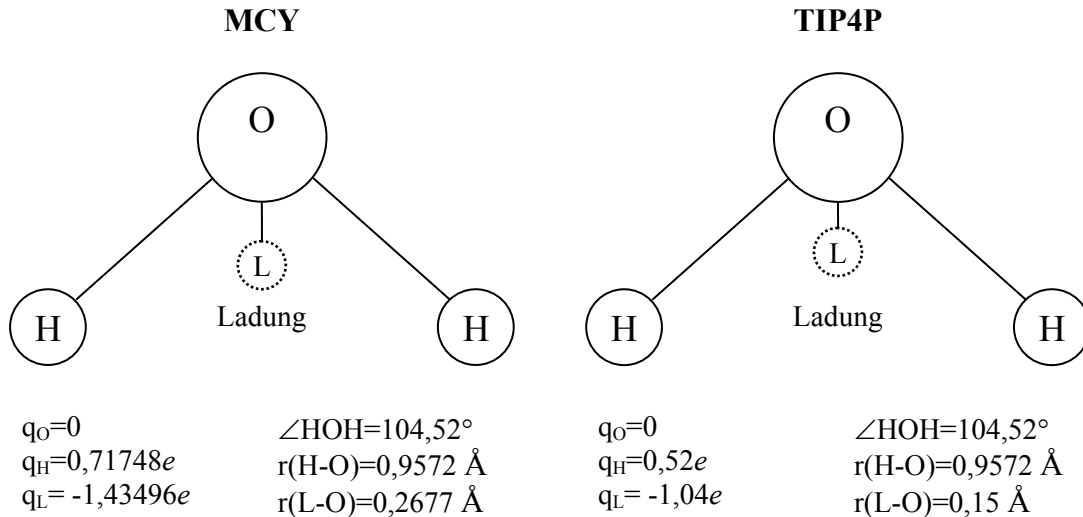 MCY
O
L
H
H
Ladung
q_O=0
q_H=0,71748e
q_L= -1,43496e
∠HOH=104,52°
r(H-O)=0,9572 Å
r(L-O)=0,2677 Å
TIP4P
O
L
H
H
Ladung
q_O=0
q_H=0,52e
q_L= -1,04e
∠HOH=104,52°
r(H-O)=0,9572 Å
r(L-O)=0,15 Å